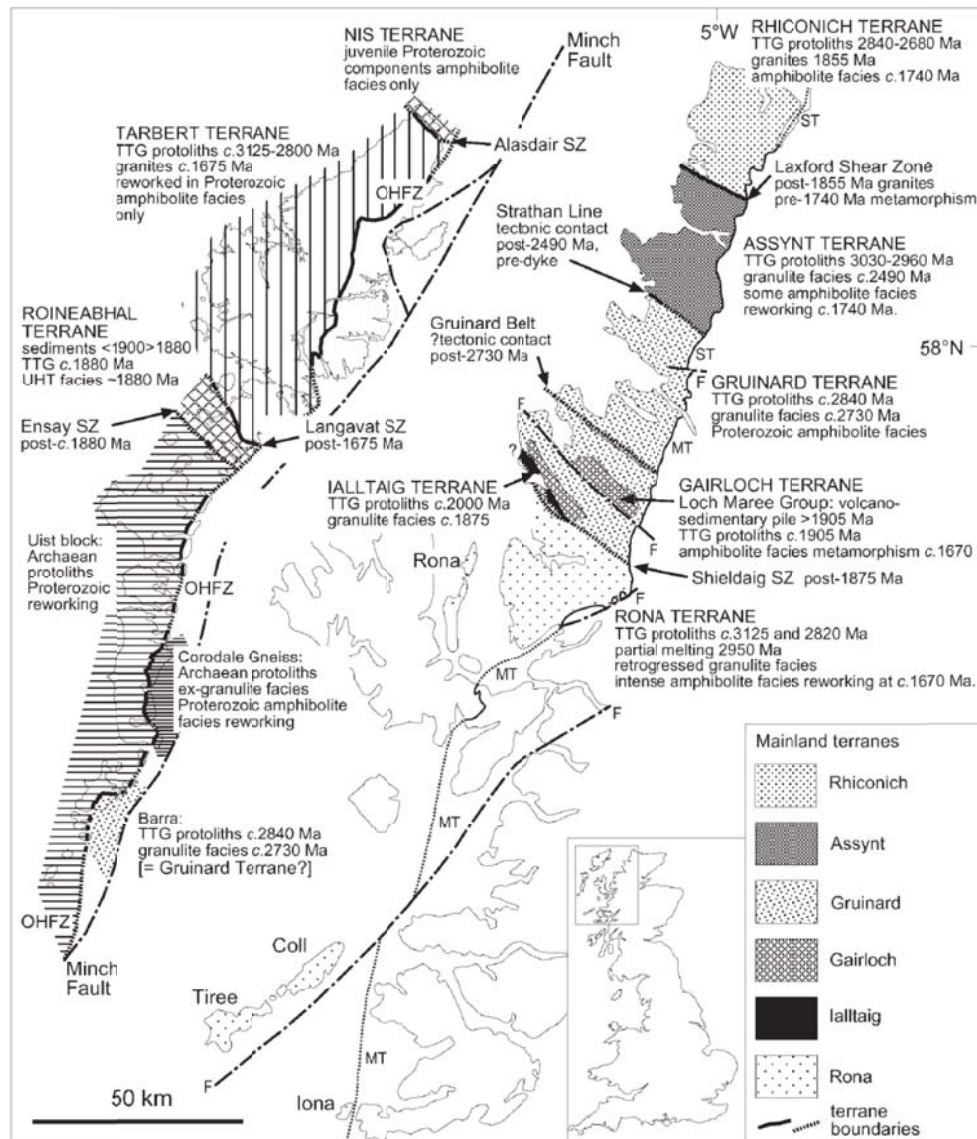 NIS TERRANE
juvenile Proterozoic
components amphibolite
facies only
Minch
Fault
5°W
RHICONICH TERRANE
TTG protoliths 2840-2680 Ma
granites 1855 Ma
amphibolite facies c.1740 Ma
ST
TARBERT TERRANE
TTG protoliths c.3125-2800 Ma
granites c.1675 Ma
reworked in Proterozoic
amphibolite facies
only
Alasdair SZ
OHFZ
Laxford Shear Zone
post-1855 Ma granites
pre-1740 Ma metamorphism
Strathan Line
tectonic contact
post-2490 Ma,
pre-dyke
ASSYNT TERRANE
TTG protoliths 3030-2960 Ma
granulite facies c.2490 Ma
some amphibolite facies
reworking c.1740 Ma.
ROINEABHAL
TERRANE
sediments <1900>1880
TTG c.1880 Ma
UHT facies ~1880 Ma
Gruinard Belt
?tectonic contact
post-2730 Ma
58°N
ST
F
GRUINARD TERRANE
TTG protoliths c.2840 Ma
granulite facies c.2730 Ma
Proterozoic amphibolite facies
Ensay SZ
post-c.1880 Ma
Langavat SZ
post-1675 Ma
F
MT
?
IALLTAIG TERRANE
TTG protoliths c.2000 Ma
granulite facies c.1875
GAIRLOCH TERRANE
Loch Maree Group: volcano-
sedimentary pile >1905 Ma
TTG protoliths c.1905 Ma
amphibolite facies metamorphism c.1670
F
Uist block:
Archaean
protoliths
Proterozoic
reworking
OHFZ
Rona
Shieldaig SZ post-1875 Ma
F
RONA TERRANE
TTG protoliths c.3125 and 2820 Ma
partial melting 2950 Ma
retrogressed granulite facies
intense amphibolite facies reworking at c.1670 Ma.
MT
Corodale Gneiss:
Archaean protoliths
ex-granulite facies
Proterozoic amphibolite
facies reworking
F
Barra:
TTG protoliths c.2840 Ma
granulite facies c.2730 Ma
[= Gruinard Terrane?]
MT
OHFZ
Minch
Fault
Coll
Tiree
F
MT
Iona
50 km
Mainland terranes
Rhiconich
Assynt
Gruinard
Gairloch
Ialltaig
Rona
terrane
boundaries